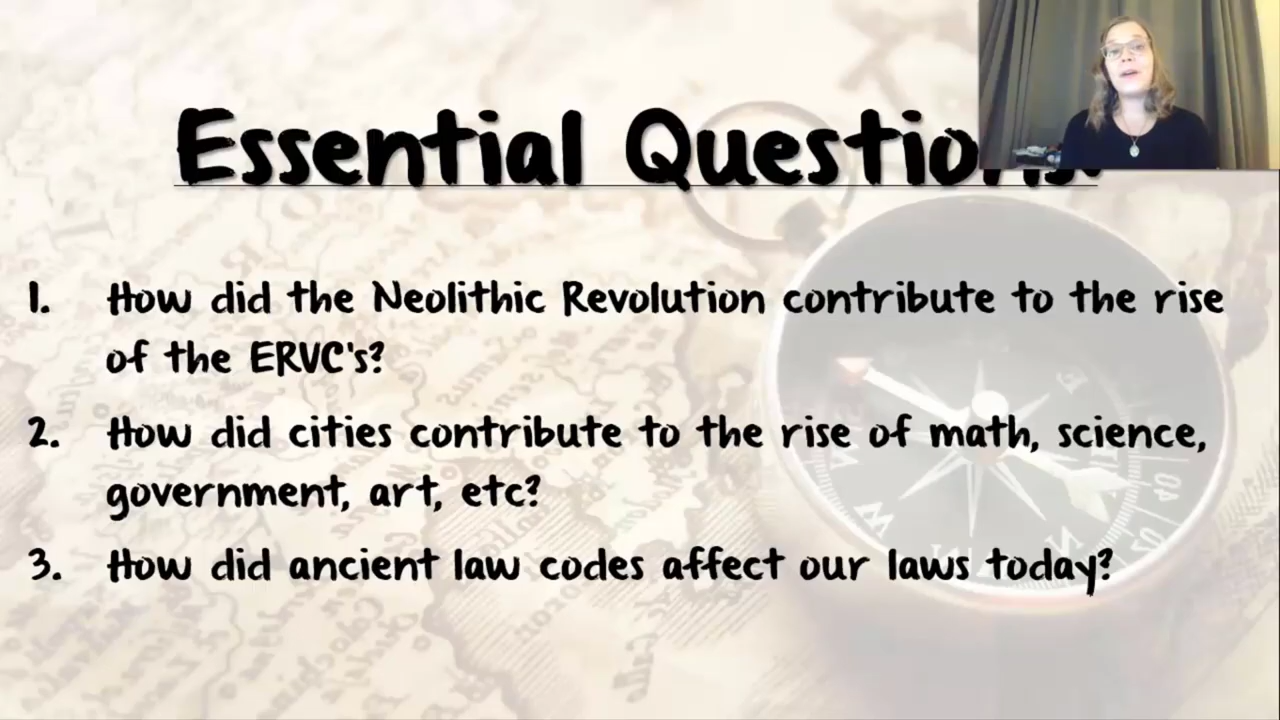 Essential Questions:
1. How did the Neolithic Revolution contribute to the rise
of the ERVC's?
2. How did cities contribute to the rise of math, science,
government, art, etc?
3. How did ancient law codes affect our laws today?